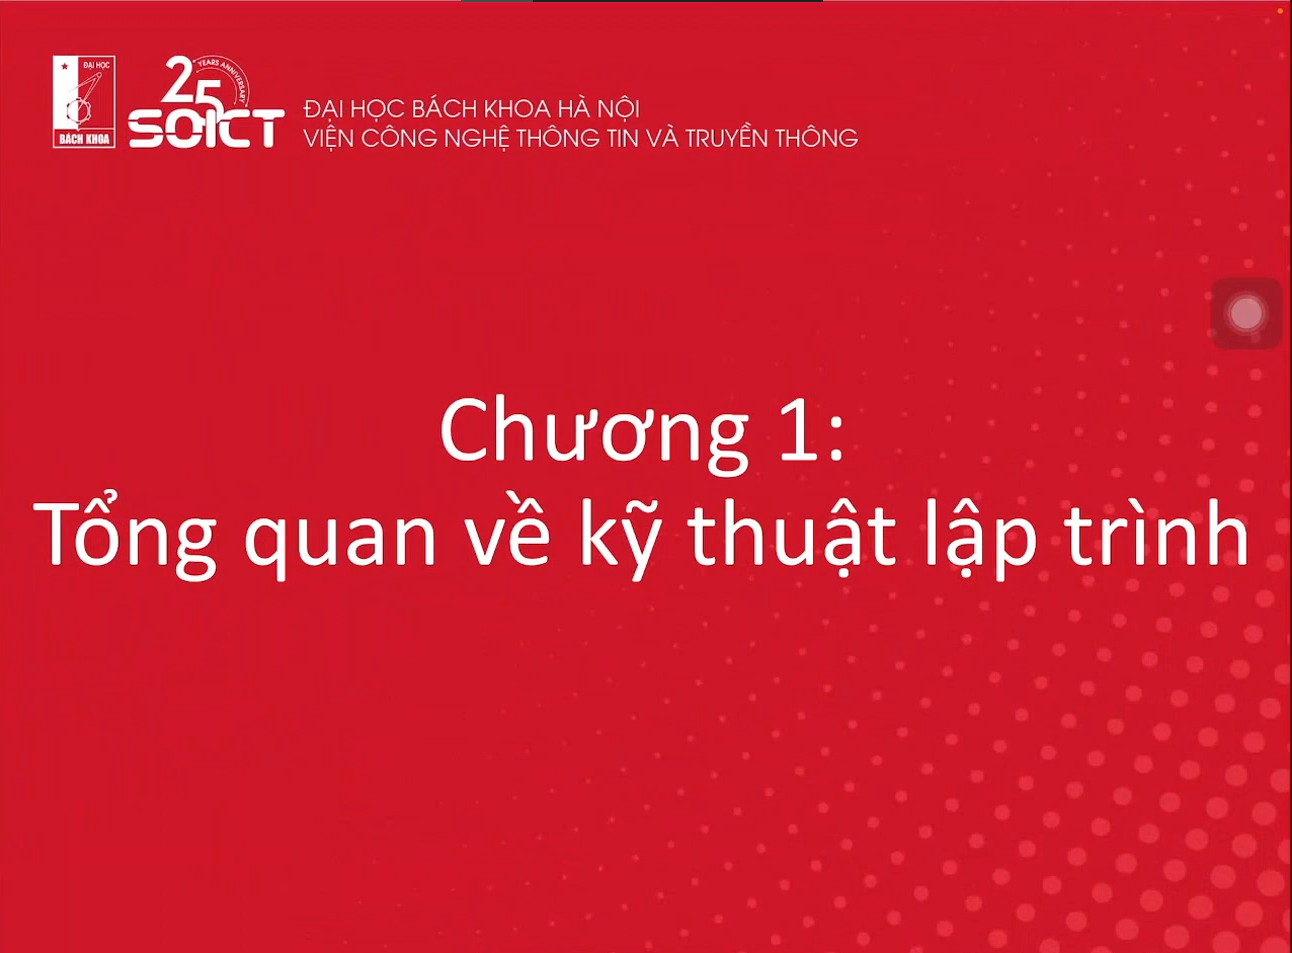 ĐẠI HỌC
BÁCH KHOA
25
YEARS ANNIVERSARY
SOICT
ĐẠI HỌC BÁCH KHOA HÀ NỘI
VIỆN CÔNG NGHỆ THÔNG TIN VÀ TRUYỀN THÔNG
Chương 1:
Tổng quan về kỹ thuật lập trình